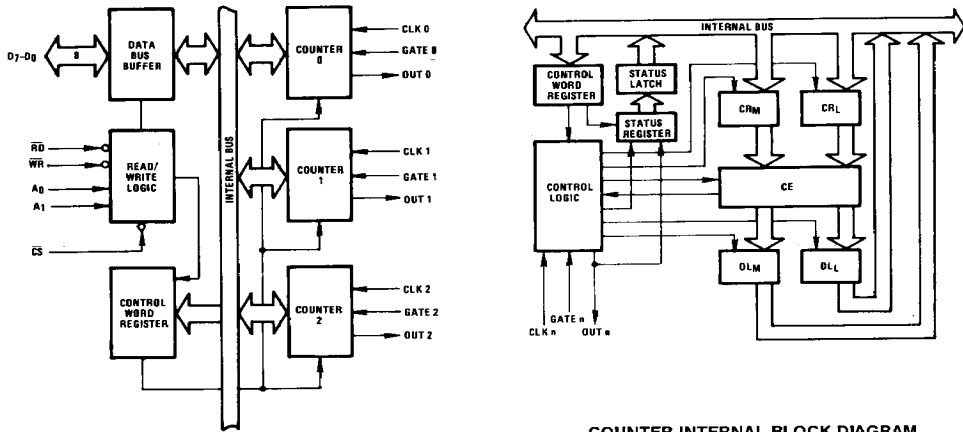 D7-D0
8
DATA
BUS
BUFFER
COUNTER
0
CLK 0
GATE 0
OUT 0
RD
WR
A0
A1
CS
READ/
WRITE
LOGIC
INTERNAL BUS
COUNTER
1
CLK 1
GATE 1
OUT 1
CONTROL
WORD
REGISTER
COUNTER
2
CLK 2
GATE 2
OUT 2
INTERNAL BUS
CONTROL
WORD
REGISTER
STATUS
LATCH
STATUS
REGISTER
CRM
CRL
CONTROL
LOGIC
CE
OLM
OLL
CLK n
GATE n
OUT n
COUNTER INTERNAL BLOCK DIAGRAM